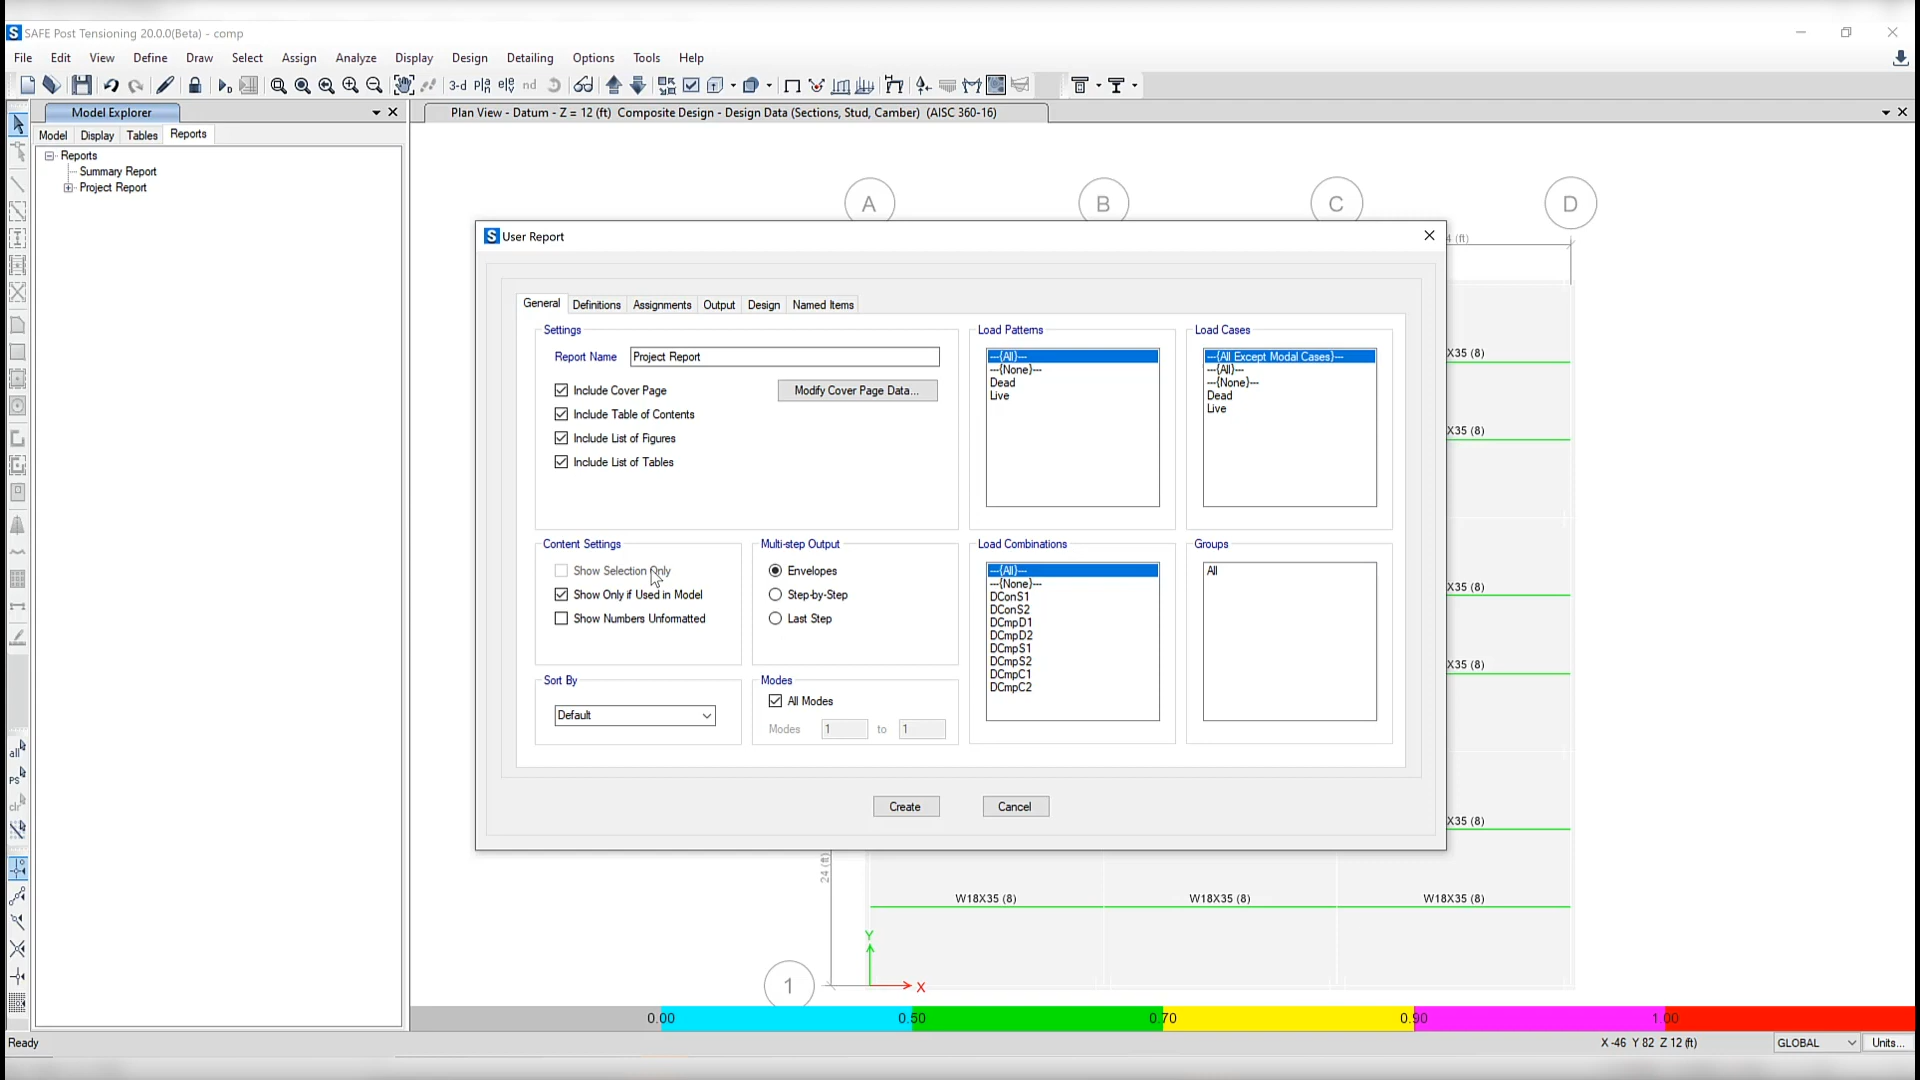 SAFE Post Tensioning 20.0.0(Beta) - comp
File Edit View Define Draw Select Assign Analyze Display Design Detailing Options Tools Help
3-d nd
Model Explorer
Plan View - Datum - Z = 12 (ft) Composite Design - Design Data (Sections, Stud, Camber) (AISC 360-16)
Model Display Tables Reports
Reports
Summary Report
Project Report
A B C D
4 (ft)
User Report
General Definitions Assignments Output Design Named Items
Settings
Report Name Project Report
Include Cover Page Modify Cover Page Data...
Include Table of Contents
Include List of Figures
Include List of Tables
Load Patterns
---{All}---
---{None}---
Dead
Live
Load Cases
---{All Except Modal Cases}---
---{All}---
---{None}---
Dead
Live
Content Settings
Show Selection Only
Show Only if Used in Model
Show Numbers Unformatted
Multi-step Output
Envelopes
Step-by-Step
Last Step
Load Combinations
---{All}---
---{None}---
DConS1
DConS2
DCmpD1
DCmpD2
DCmpS1
DCmpS2
DCmpC1
DCmpC2
Groups
All
Sort By
Default
Modes
All Modes
Modes 1 to 1
Create Cancel
X35 (8)
X35 (8)
X35 (8)
X35 (8)
X35 (8)
24 (ft)
W18X35 (8) W18X35 (8) W18X35 (8)
Y
1 X
all
PS
clr
0.00 0.50 0.70 0.90 1.00
Ready X -46 Y 82 Z 12 (ft) GLOBAL Units...